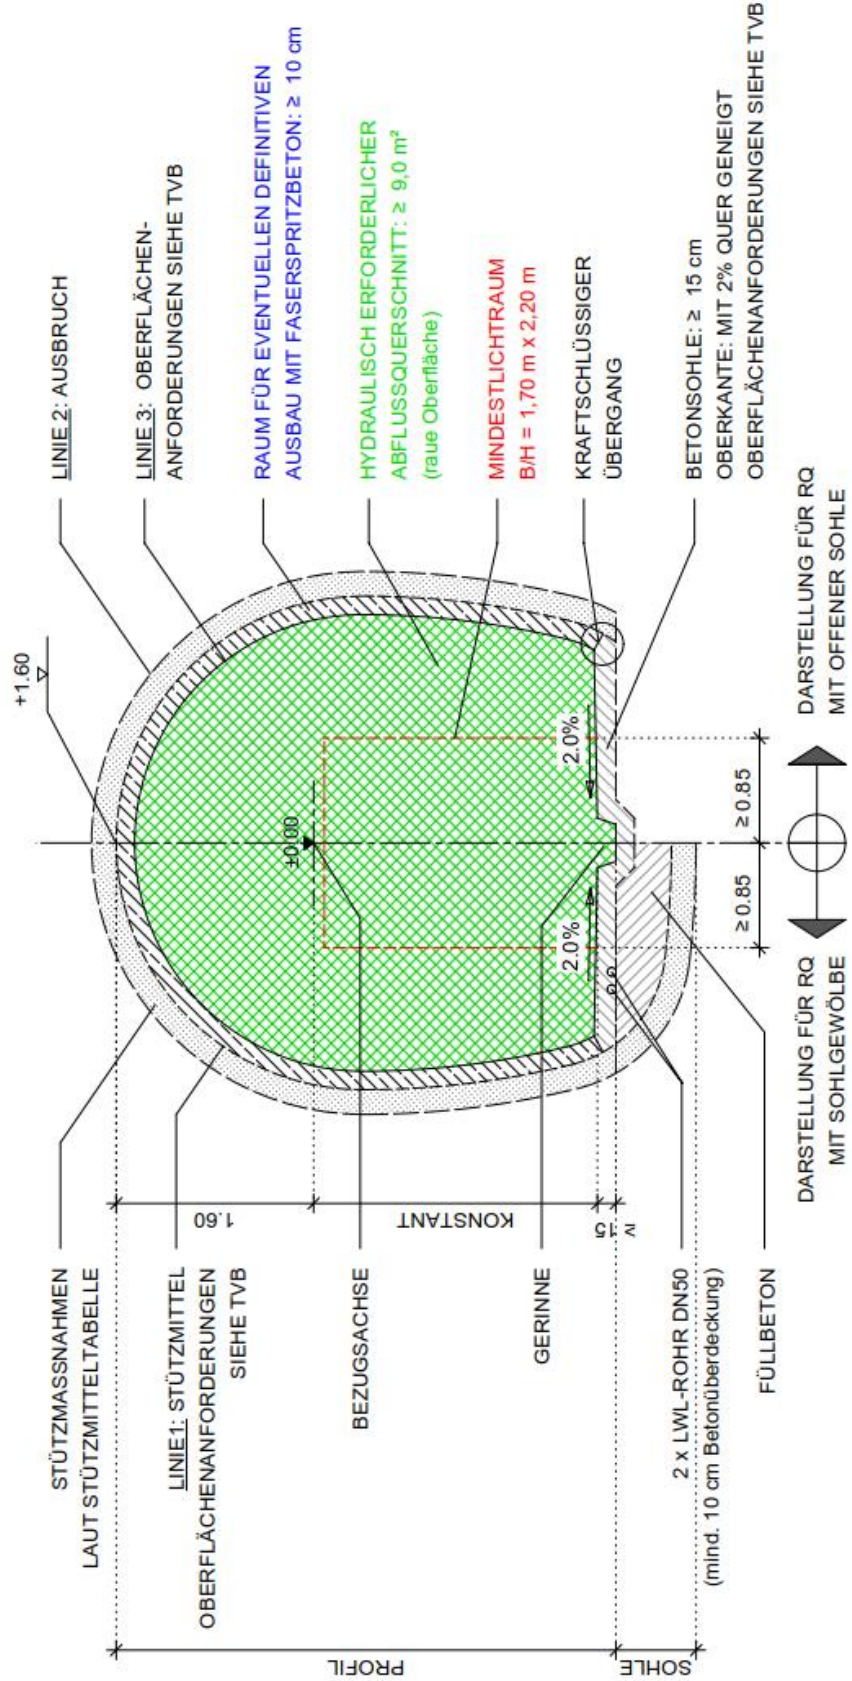 STÜTZMASSNAHMEN
LAUT STÜTZMITTELTABELLE
LINIE1: STÜTZMITTEL
OBERFLÄCHENANFORDERUNGEN
SIEHE TVB
BEZUGSACHSE
GERINNE
2 x LWL-ROHR DN50
(mind. 10 cm Betonüberdeckung)
FÜLLBETON
PROFIL
SOHLE
1.60
KONSTANT
≥ 15
+1.60
±0.00
2.0%
2.0%
≥ 0.85
≥ 0.85
LINIE 2: AUSBRUCH
LINIE 3: OBERFLÄCHEN-
ANFORDERUNGEN SIEHE TVB
RAUM FÜR EVENTUELLEN DEFINITIVEN
AUSBAU MIT FASERSPRITZBETON: ≥ 10 cm
HYDRAULISCH ERFORDERLICHER
ABFLUSSQUERSCHNITT: ≥ 9,0 m²
(raue Oberfläche)
MINDESTLICHTRAUM
B/H = 1,70 m x 2,20 m
KRAFTSCHLÜSSIGER
ÜBERGANG
BETONSOHLE: ≥ 15 cm
OBERKANTE: MIT 2% QUER GENEIGT
OBERFLÄCHENANFORDERUNGEN SIEHE TVB
DARSTELLUNG FÜR RQ
MIT SOHLGEWÖLBE
DARSTELLUNG FÜR RQ
MIT OFFENER SOHLE